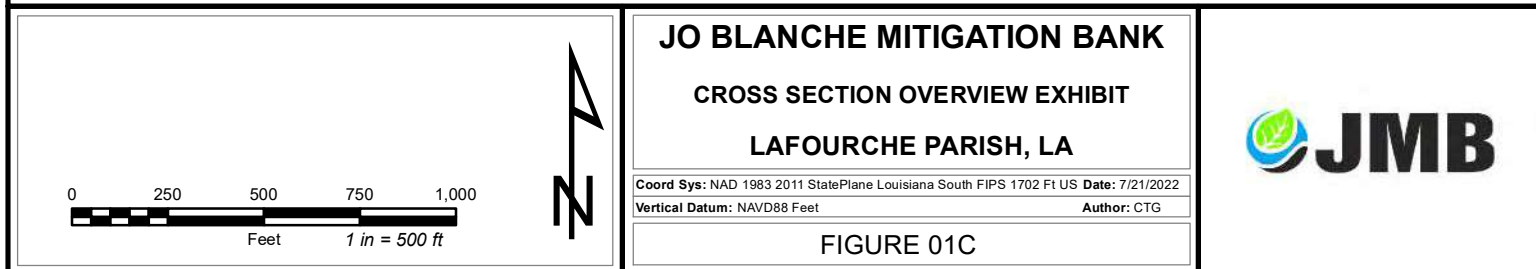 0 250 500 750 1,000
Feet 1 in = 500 ft
N
JO BLANCHE MITIGATION BANK
CROSS SECTION OVERVIEW EXHIBIT
LAFOURCHE PARISH, LA
Coord Sys: NAD 1983 2011 StatePlane Louisiana South FIPS 1702 Ft US Date: 7/21/2022
Vertical Datum: NAVD88 Feet Author: CTG
FIGURE 01C
JMB